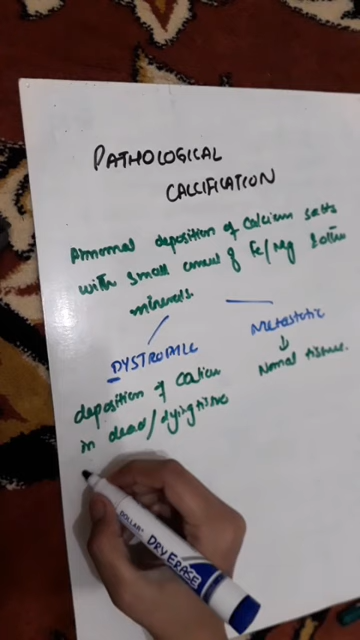 PATHOLOGICAL
CALCIFICATION
Abnormal deposition of calcium salts
with small amount of Fe/Mg &
minerals.
DYSTROPHIC
Metastatic
↓
Normal tissue.
deposition of Calcium
in dead/dying tissue
DOLLAR DRY ERASE